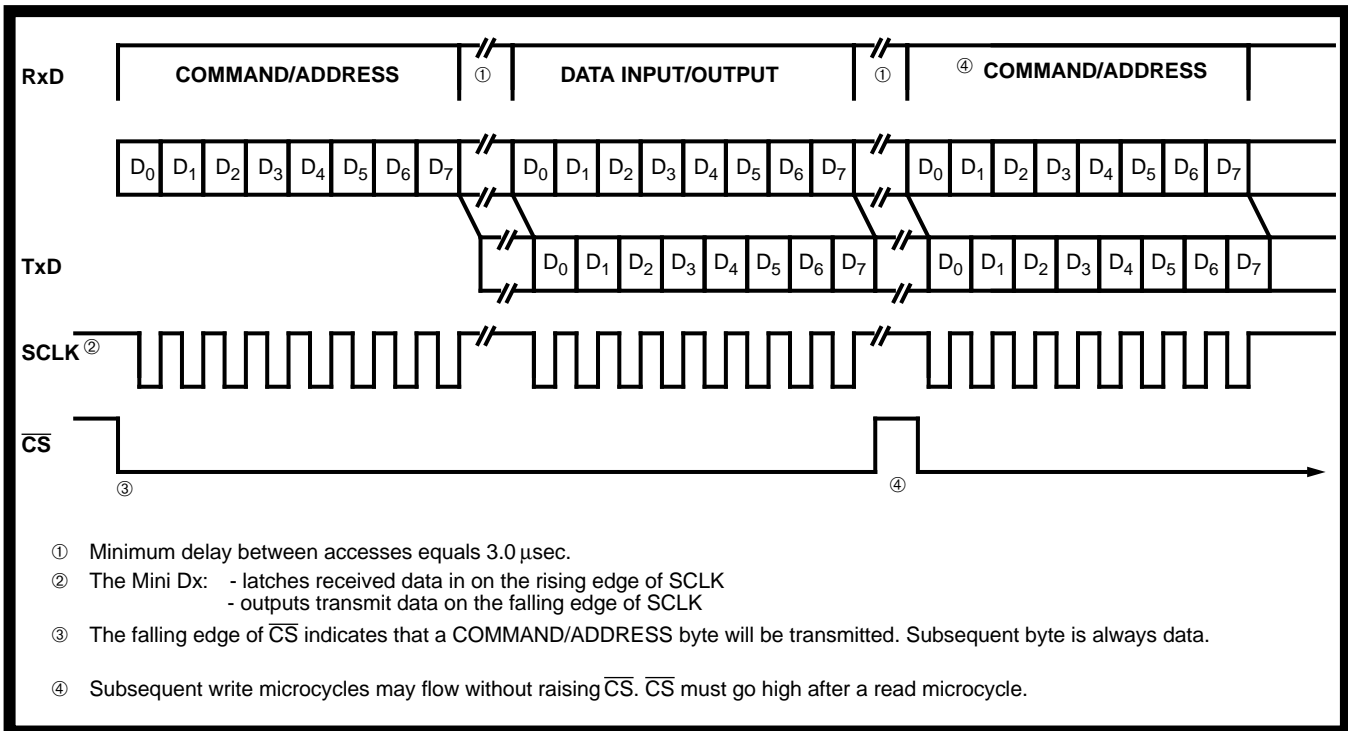 RxD COMMAND/ADDRESS ① DATA INPUT/OUTPUT ① ④ COMMAND/ADDRESS
D0 D1 D2 D3 D4 D5 D6 D7 D0 D1 D2 D3 D4 D5 D6 D7 D0 D1 D2 D3 D4 D5 D6 D7
TxD D0 D1 D2 D3 D4 D5 D6 D7 D0 D1 D2 D3 D4 D5 D6 D7
SCLK ②
C̅S̅
③ ④
① Minimum delay between accesses equals 3.0 µsec.
② The Mini Dx: - latches received data in on the rising edge of SCLK
- outputs transmit data on the falling edge of SCLK
③ The falling edge of C̅S̅ indicates that a COMMAND/ADDRESS byte will be transmitted. Subsequent byte is always data.
④ Subsequent write microcycles may flow without raising C̅S̅. C̅S̅ must go high after a read microcycle.